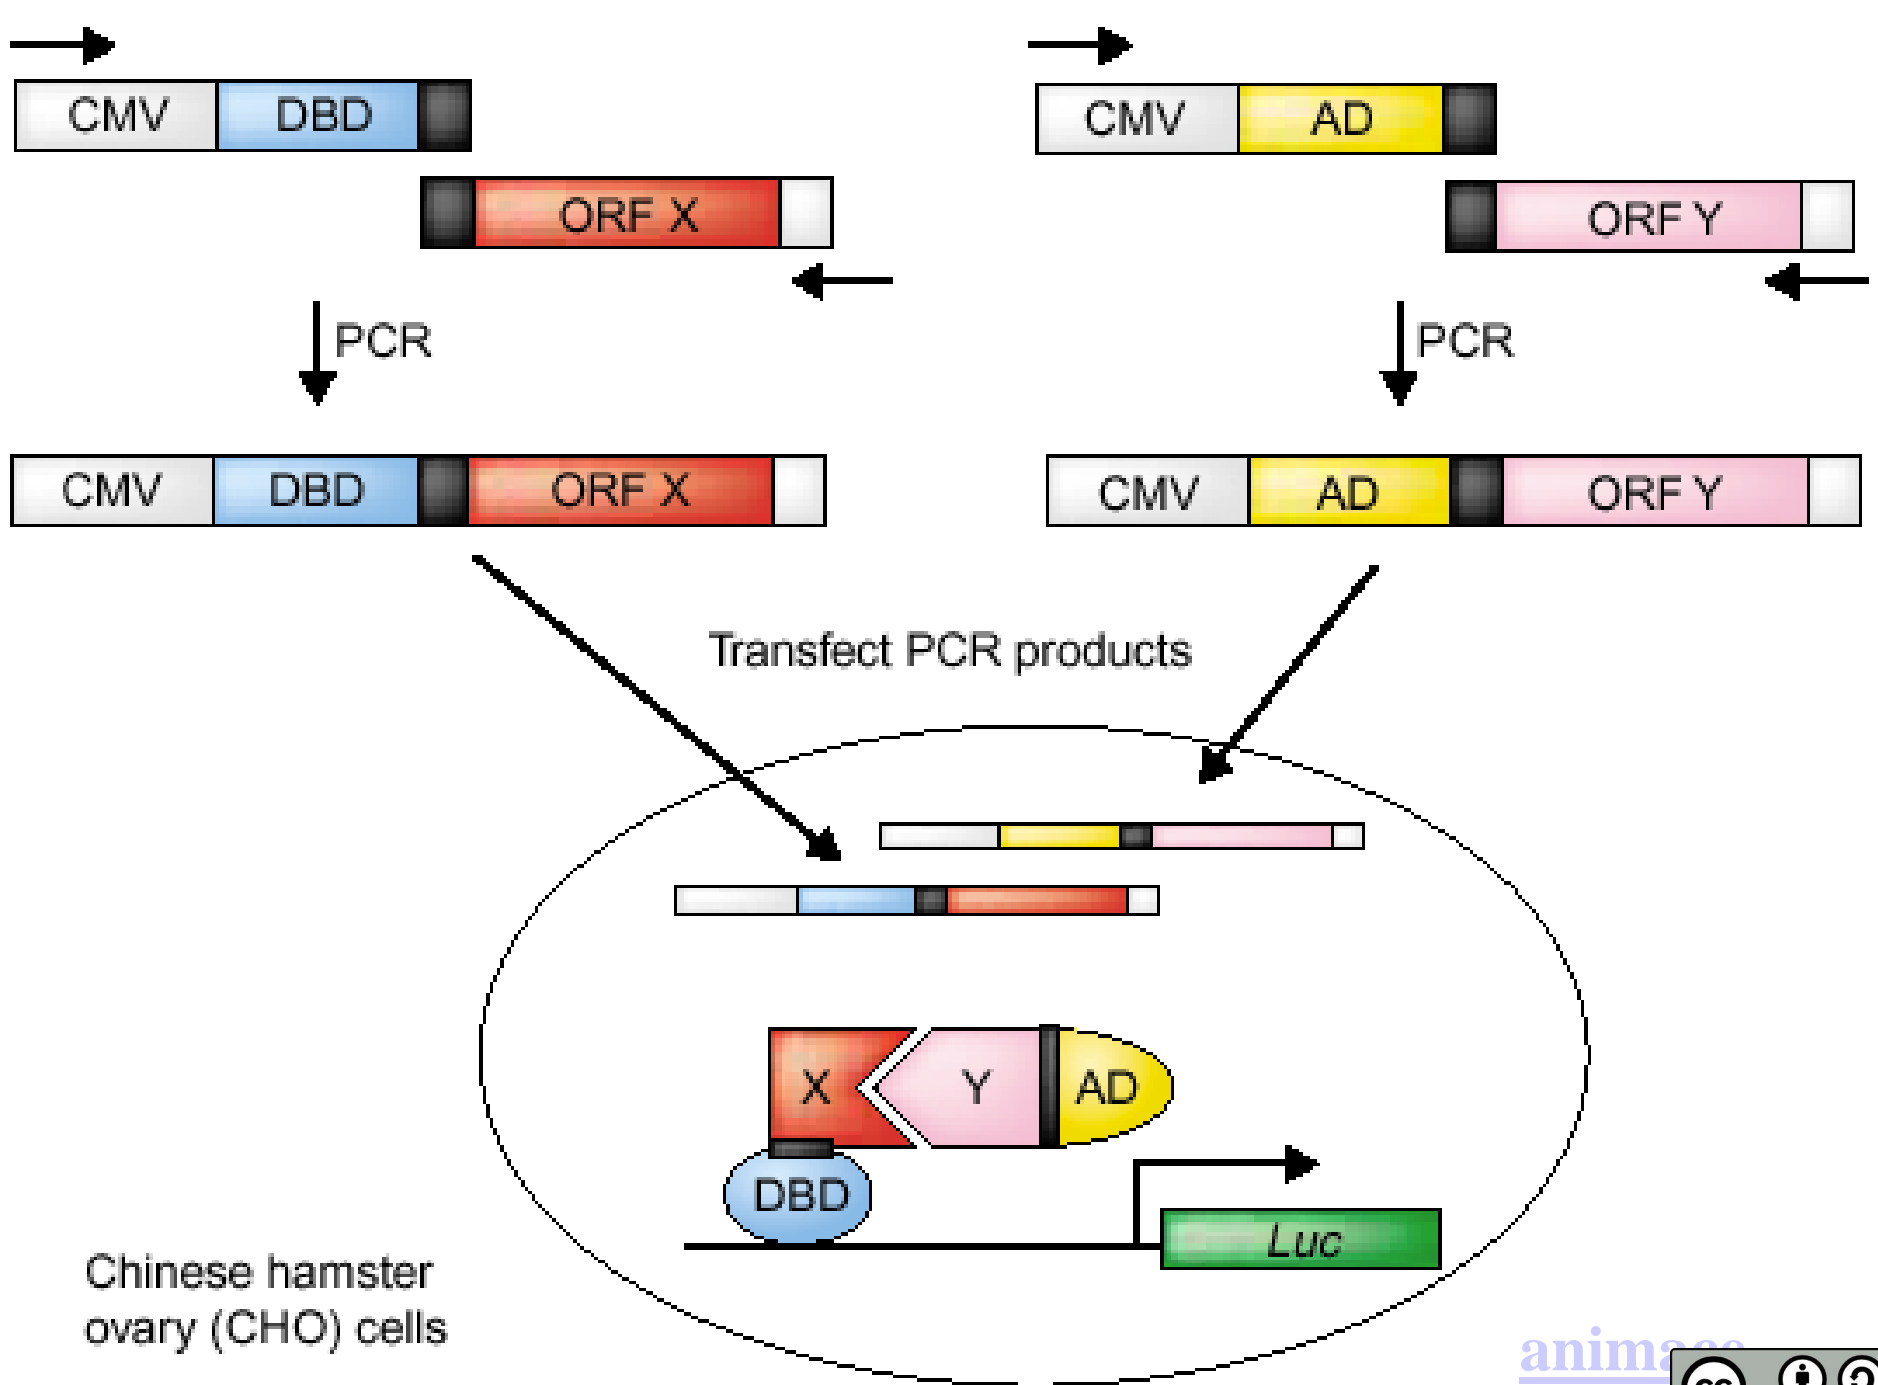 CMV DBD
CMV AD
ORF X
ORF Y
PCR
PCR
CMV DBD ORF X
CMV AD ORF Y
Transfect PCR products
X Y AD
DBD
Luc
Chinese hamster
ovary (CHO) cells